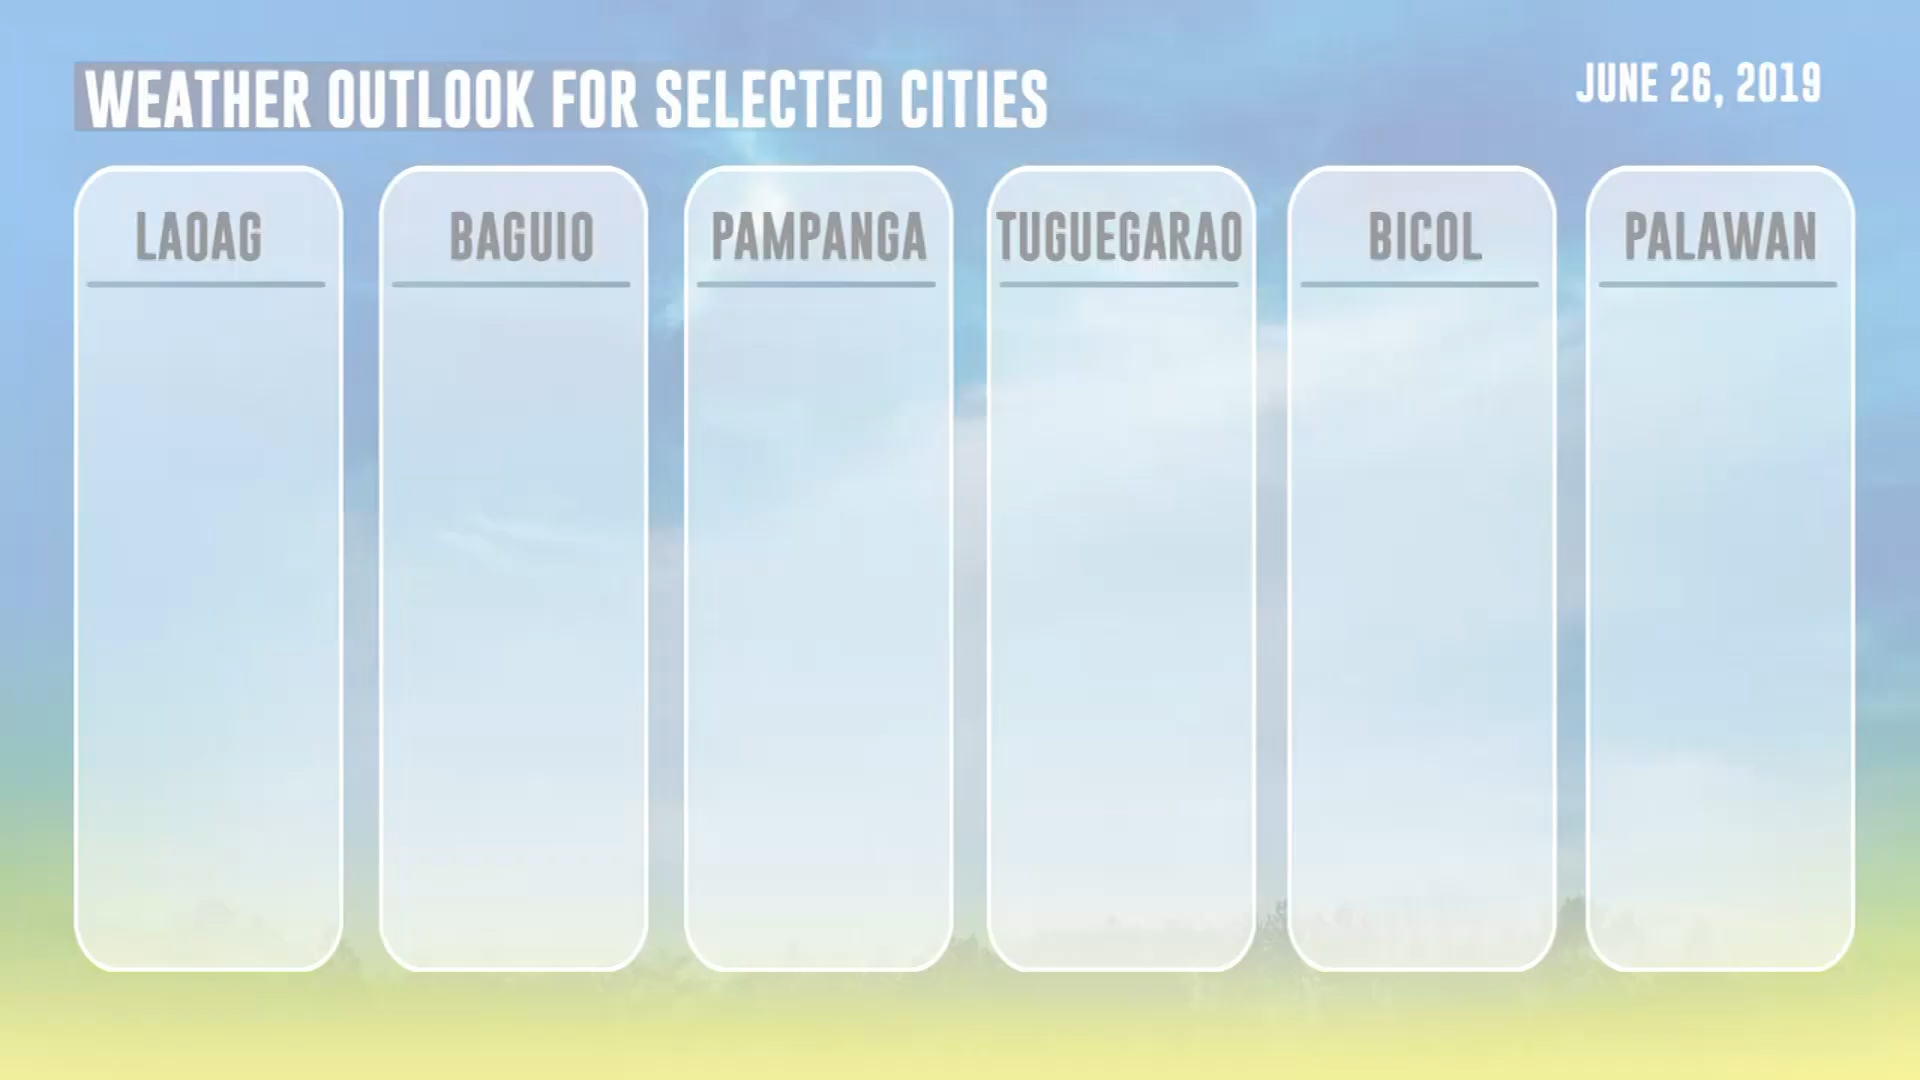 WEATHER OUTLOOK FOR SELECTED CITIES
JUNE 26, 2019
LAOAG
BAGUIO
PAMPANGA
TUGUEGARAO
BICOL
PALAWAN